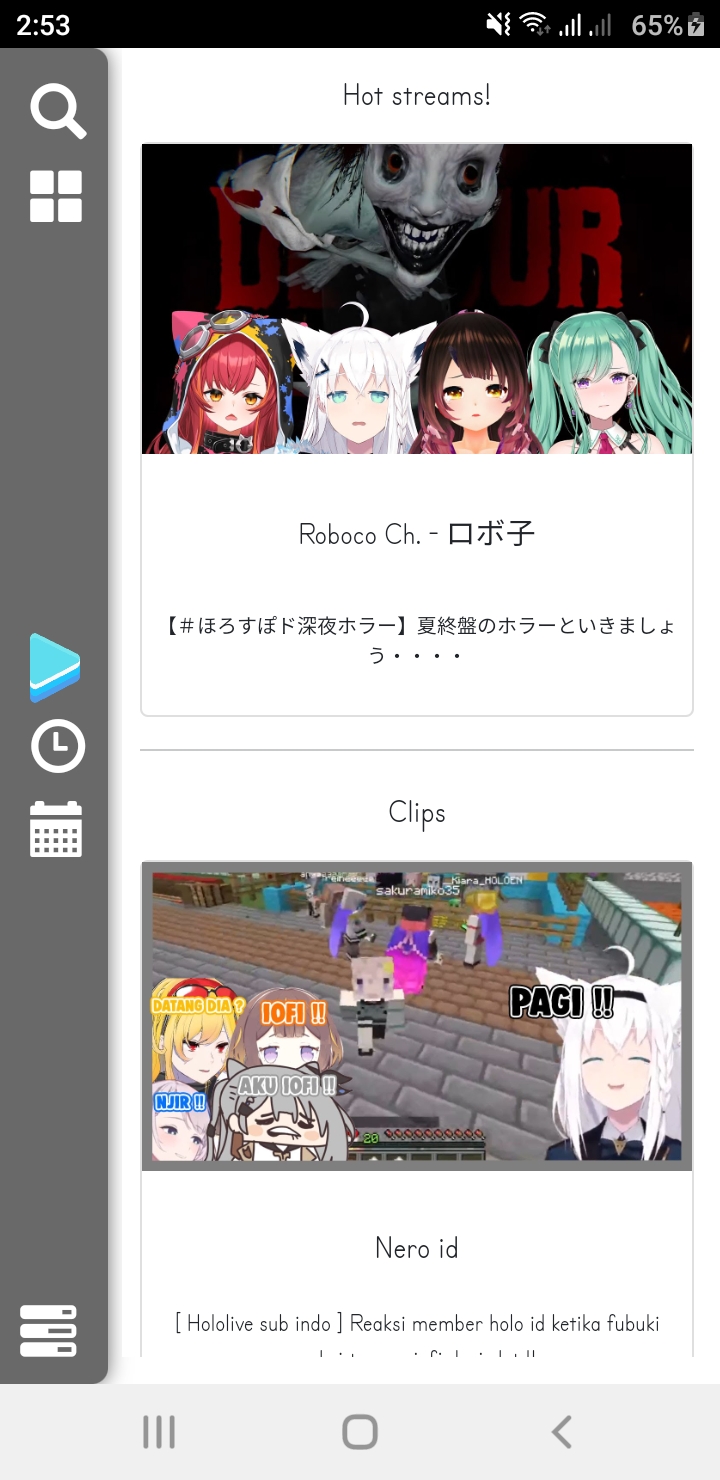 2:53
65%
Hot streams!
Roboco Ch. - ロボ子
【＃ほろすぽド深夜ホラー】夏終盤のホラーといきましょ
う・・・・
Clips
Kiara_HOLOEN
sakuramiko35
DATANG DIA ?
IOFI !!
PAGI !!
AKU IOFI !!
NJIR !!
20
Nero id
[ Hololive sub indo ] Reaksi member holo id ketika fubuki